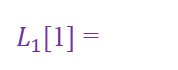 L₁[1] =